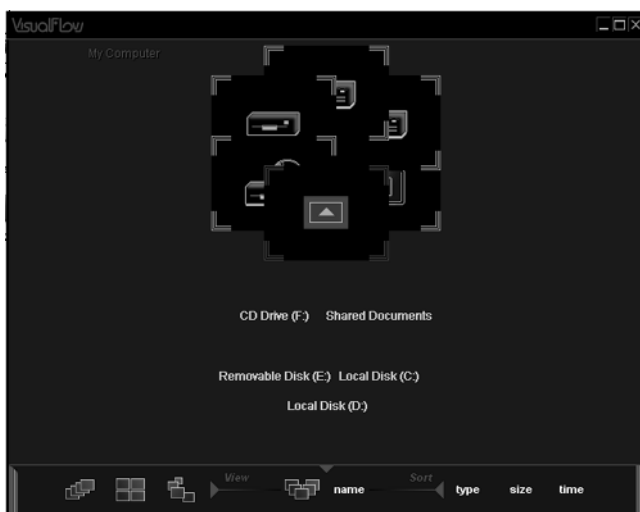 VisualFlow
My Computer
CD Drive (F:) Shared Documents
Removable Disk (E:) Local Disk (C:)
Local Disk (D:)
View name Sort type size time